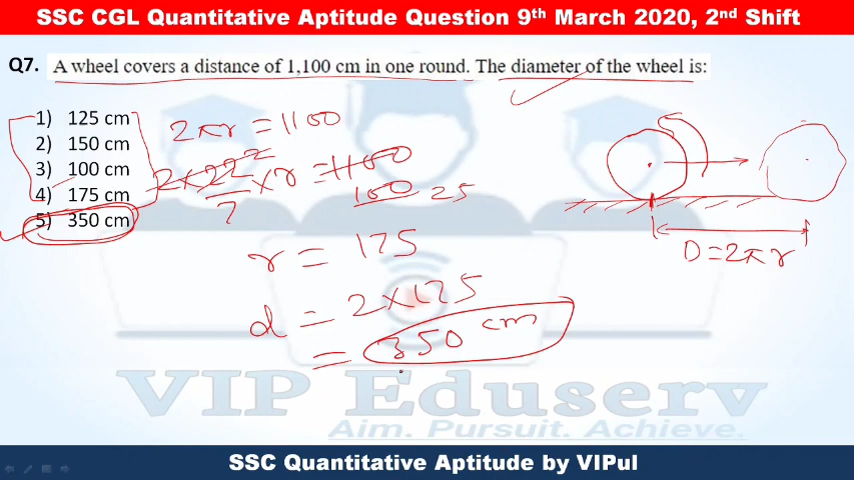 SSC CGL Quantitative Aptitude Question 9th March 2020, 2nd Shift
Q7. A wheel covers a distance of 1,100 cm in one round. The diameter of the wheel is:
1) 125 cm
2) 150 cm
3) 100 cm
4) 175 cm
5) 350 cm
2πr = 1100
2
2×22/7 ×r = 1100
100 25
r = 175
d = 2×175
= 350 cm
D=2πr
VIP Eduserv
Aim. Pursuit. Achieve.
SSC Quantitative Aptitude by VIPul